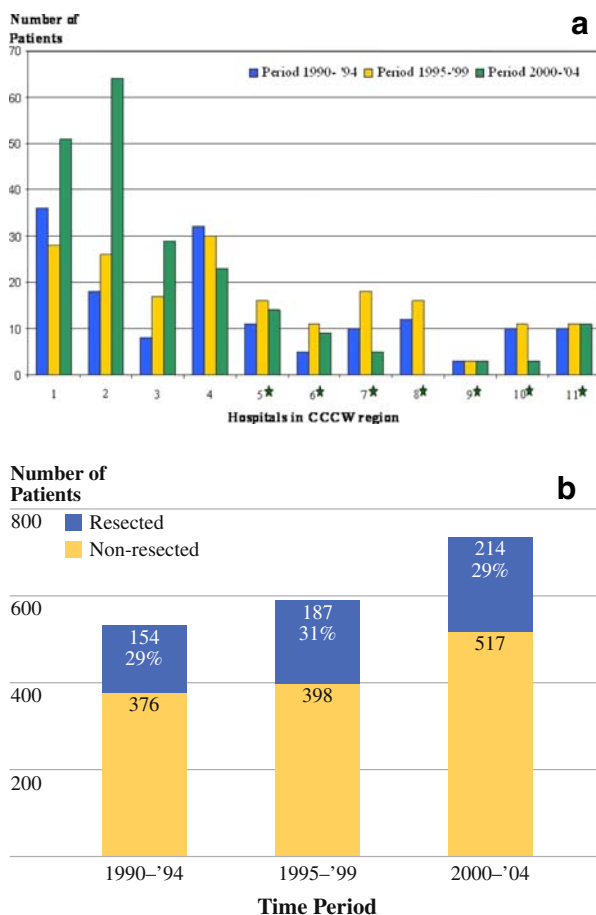 Number of
Patients
a
70
Period 1990- '94 Period 1995-'99 Period 2000-'04
60
50
40
30
20
10
0
1 2 3 4 5★ 6★ 7★ 8★ 9★ 10★ 11★
Hospitals in CCCW region
Number of
Patients
b
800
Resected
Non-resected
214
29%
600
187
31%
517
154
29%
400
376
398
200
1990–’94 1995–’99 2000–’04
Time Period